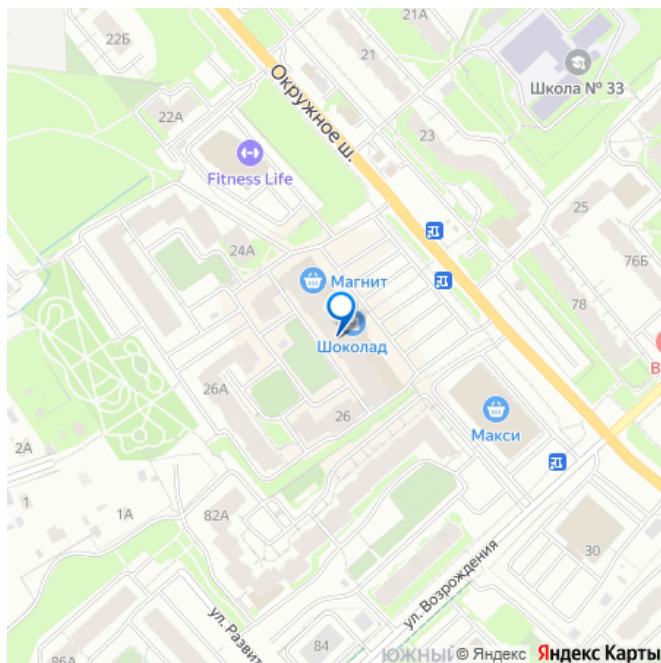 22Б
21А
21
Школа № 33
22А
Окружное ш.
23
Fitness Life
25
24А
76Б
Магнит
78
Шоколад
26А
26
Макси
2А
1
1А
82А
30
ул. Возрождения
ул. Развит
84
ЮЖНЫЙ
© Яндекс Яндекс Карты
86А